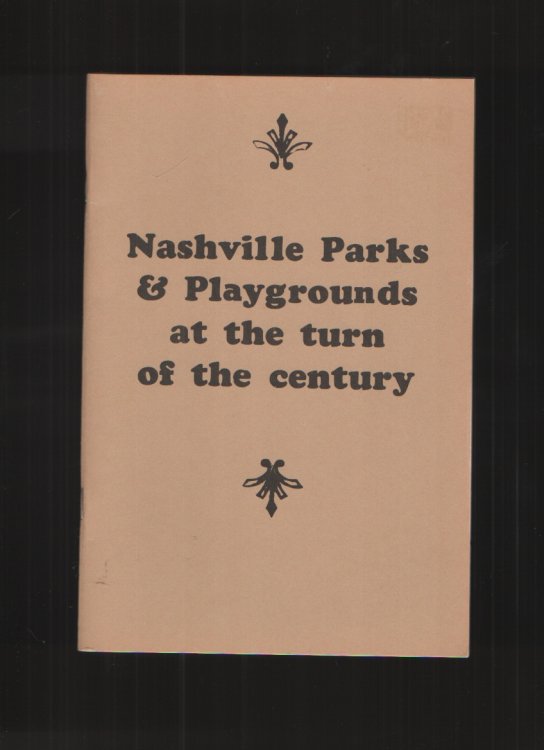 Nashville Parks
& Playgrounds
at the turn
of the century